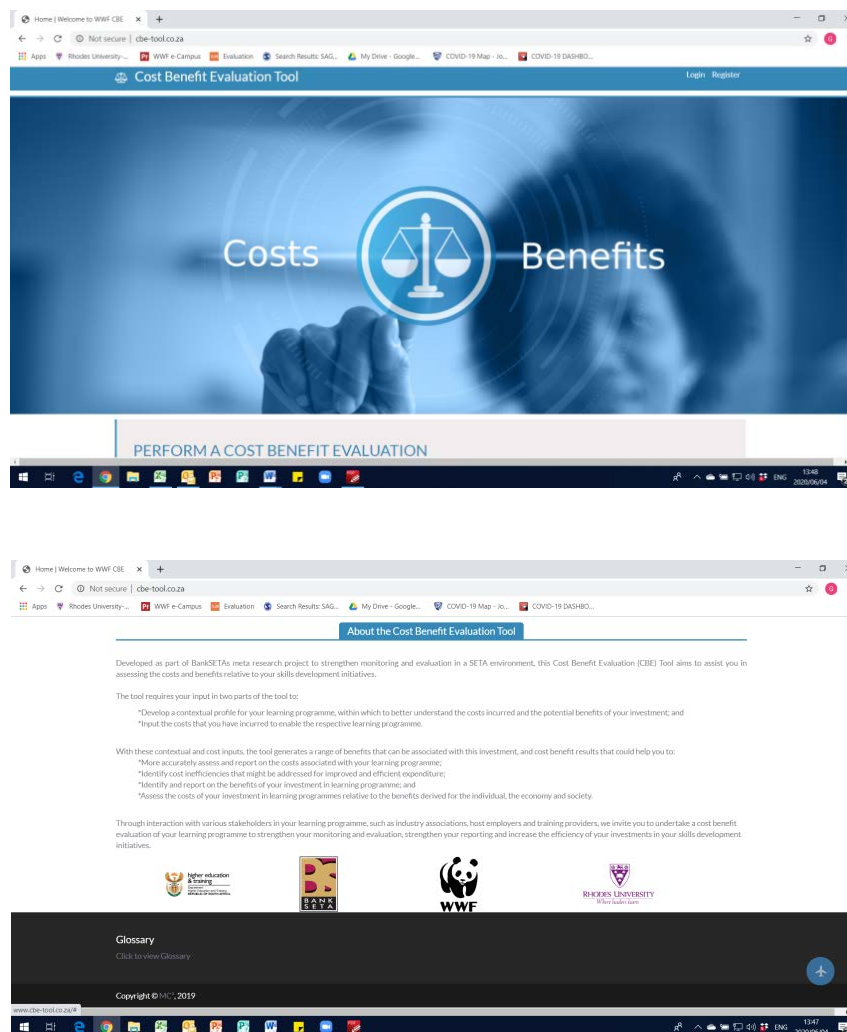 Home | Welcome to WWF CBE
Not secure | cbe-tool.co.za
Apps Rhodes University-... WWF e-Campus Evaluation Search Results: SAG... My Drive - Google... COVID-19 Map - Jo... COVID-19 DASHBO...
Cost Benefit Evaluation Tool Login Register
Costs Benefits
PERFORM A COST BENEFIT EVALUATION
ENG 13:48
2020/06/04
Home | Welcome to WWF CBE
Not secure | cbe-tool.co.za
Apps Rhodes University-... WWF e-Campus Evaluation Search Results: SAG... My Drive - Google... COVID-19 Map - Jo... COVID-19 DASHBO...
About the Cost Benefit Evaluation Tool
Developed as part of BankSETAs meta research project to strengthen monitoring and evaluation in a SETA environment, this Cost Benefit Evaluation (CBE) Tool aims to assist you in
assessing the costs and benefits relative to your skills development initiatives.
The tool requires your input in two parts of the tool to:
*Develop a contextual profile for your learning programme, within which to better understand the costs incurred and the potential benefits of your investment; and
*Input the costs that you have incurred to enable the respective learning programme.
With these contextual and cost inputs, the tool generates a range of benefits that can be associated with this investment, and cost benefit results that could help you to:
*More accurately assess and report on the costs associated with your learning programme;
*Identify cost inefficiencies that might be addressed for improved and efficient expenditure;
*Identify and report on the benefits of your investment in learning programme; and
*Assess the costs of your investment in learning programmes relative to the benefits derived for the individual, the economy and society.
Through interaction with various stakeholders in your learning programme, such as industry associations, host employers and training providers, we invite you to undertake a cost benefit
evaluation of your learning programme to strengthen your monitoring and evaluation, strengthen your reporting and increase the efficiency of your investments in your skills development
initiatives.
higher education
& training
Department:
Higher Education and Training
REPUBLIC OF SOUTH AFRICA
BANK
SETA
WWF
RHODES UNIVERSITY
Where leaders learn
Glossary
Click to view Glossary
Copyright © MC², 2019
www.cbe-tool.co.za/#
ENG 13:47
2020/06/04